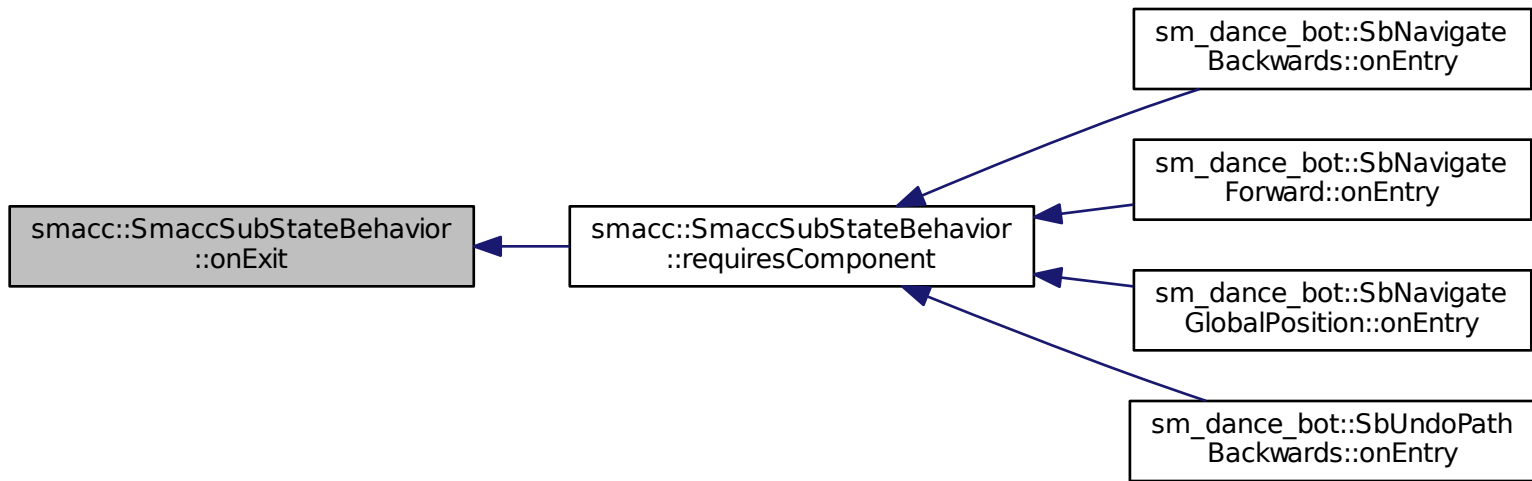 smacc::SmaccSubStateBehavior
::onExit
smacc::SmaccSubStateBehavior
::requiresComponent
sm_dance_bot::SbNavigate
Backwards::onEntry
sm_dance_bot::SbNavigate
Forward::onEntry
sm_dance_bot::SbNavigate
GlobalPosition::onEntry
sm_dance_bot::SbUndoPath
Backwards::onEntry